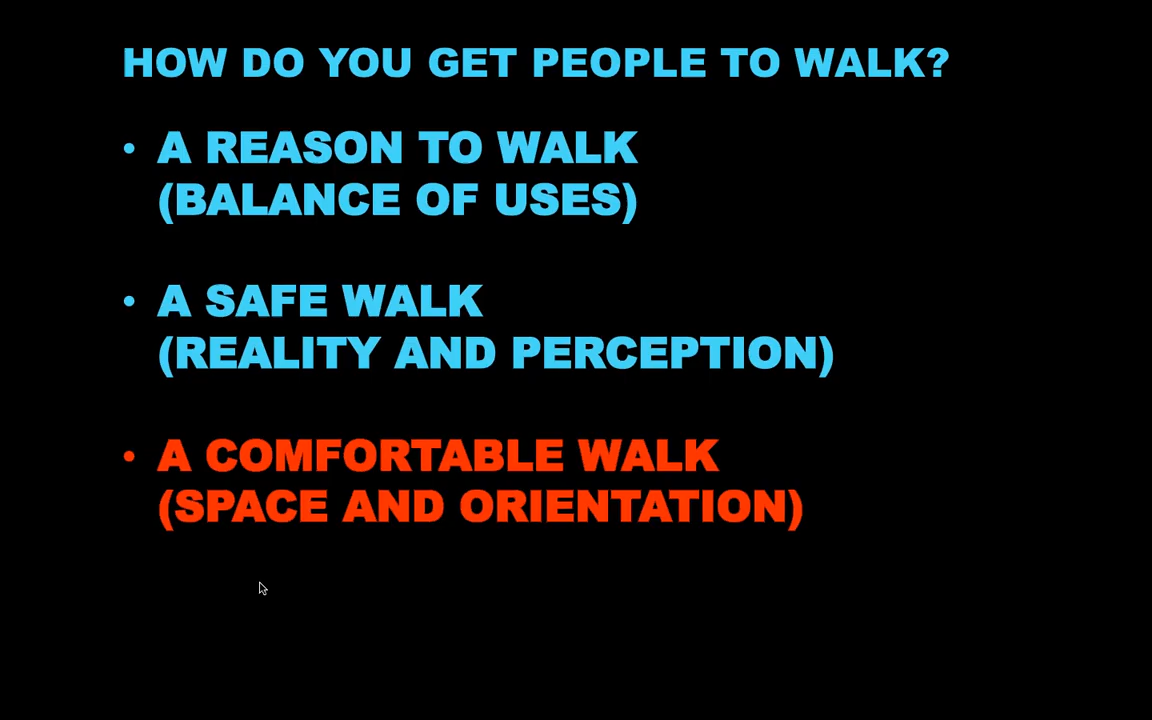 HOW DO YOU GET PEOPLE TO WALK?
• A REASON TO WALK
(BALANCE OF USES)
• A SAFE WALK
(REALITY AND PERCEPTION)
• A COMFORTABLE WALK
(SPACE AND ORIENTATION)